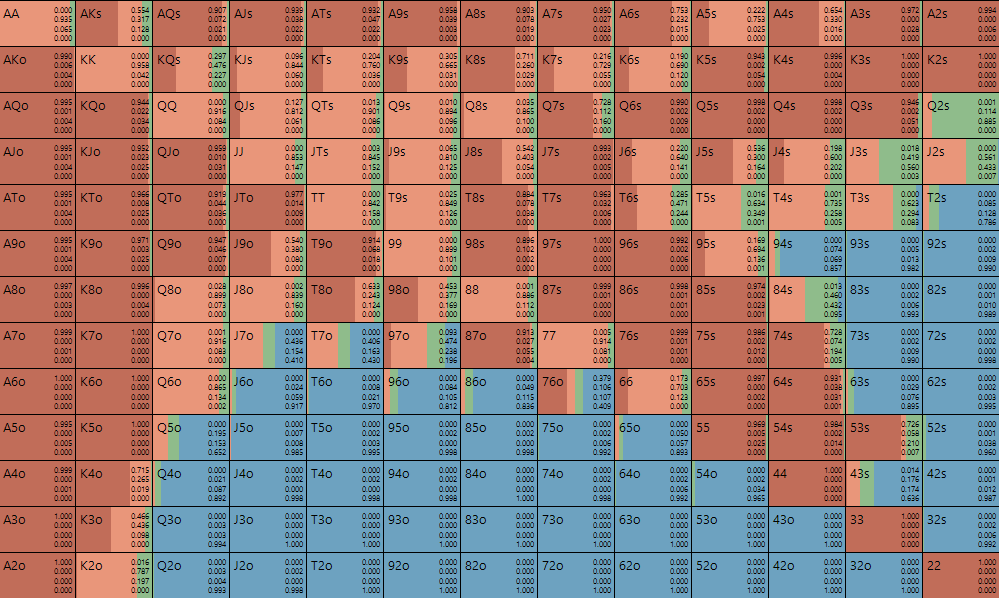 AA 0.000 0.935 0.065 0.000
AKs 0.554 0.317 0.128 0.000
AQs 0.907 0.072 0.021 0.000
AJs 0.939 0.038 0.022 0.000
ATs 0.932 0.047 0.022 0.000
A9s 0.958 0.039 0.003 0.000
A8s 0.903 0.078 0.019 0.000
A7s 0.950 0.027 0.023 0.000
A6s 0.753 0.232 0.015 0.000
A5s 0.222 0.753 0.025 0.000
A4s 0.654 0.330 0.016 0.000
A3s 0.972 0.000 0.028 0.000
A2s 0.994 0.000 0.006 0.000
AKo 0.990 0.006 0.004 0.000
KK 0.000 0.958 0.042 0.000
KQs 0.297 0.476 0.227 0.000
KJs 0.096 0.844 0.060 0.000
KTs 0.204 0.760 0.036 0.000
K9s 0.305 0.665 0.031 0.000
K8s 0.711 0.260 0.029 0.000
K7s 0.216 0.729 0.055 0.000
K6s 0.190 0.690 0.120 0.000
K5s 0.943 0.002 0.054 0.000
K4s 0.996 0.000 0.004 0.000
K3s 1.000 0.000 0.000 0.000
K2s 1.000 0.000 0.000 0.000
AQo 0.995 0.001 0.004 0.000
KQo 0.944 0.022 0.034 0.000
QQ 0.000 0.916 0.084 0.000
QJs 0.127 0.812 0.061 0.000
QTs 0.013 0.901 0.086 0.000
Q9s 0.010 0.894 0.096 0.000
Q8s 0.035 0.865 0.100 0.000
Q7s 0.728 0.112 0.160 0.000
Q6s 0.990 0.002 0.009 0.000
Q5s 0.998 0.000 0.002 0.000
Q4s 0.998 0.000 0.002 0.000
Q3s 0.946 0.002 0.051 0.000
Q2s 0.001 0.114 0.885 0.000
AJo 0.995 0.001 0.004 0.000
KJo 0.952 0.023 0.025 0.000
QJo 0.959 0.010 0.031 0.000
JJ 0.000 0.853 0.147 0.000
JTs 0.003 0.845 0.152 0.000
J9s 0.065 0.810 0.125 0.000
J8s 0.542 0.403 0.054 0.000
J7s 0.993 0.002 0.005 0.000
J6s 0.220 0.640 0.141 0.000
J5s 0.536 0.300 0.164 0.000
J4s 0.198 0.600 0.202 0.000
J3s 0.018 0.419 0.560 0.003
J2s 0.000 0.561 0.433 0.007
ATo 0.995 0.001 0.004 0.000
KTo 0.966 0.008 0.025 0.000
QTo 0.919 0.044 0.036 0.000
JTo 0.977 0.014 0.009 0.000
TT 0.000 0.842 0.158 0.000
T9s 0.025 0.849 0.126 0.000
T8s 0.884 0.078 0.038 0.000
T7s 0.963 0.032 0.006 0.000
T6s 0.285 0.471 0.244 0.000
T5s 0.016 0.634 0.349 0.001
T4s 0.001 0.735 0.258 0.005
T3s 0.000 0.623 0.294 0.083
T2s 0.000 0.085 0.128 0.786
A9o 0.995 0.001 0.004 0.000
K9o 0.971 0.003 0.025 0.000
Q9o 0.947 0.046 0.007 0.000
J9o 0.540 0.380 0.080 0.000
T9o 0.914 0.068 0.018 0.000
99 0.000 0.899 0.101 0.000
98s 0.896 0.102 0.002 0.000
97s 1.000 0.000 0.000 0.000
96s 0.992 0.002 0.006 0.000
95s 0.169 0.694 0.136 0.001
94s 0.000 0.074 0.069 0.857
93s 0.000 0.005 0.013 0.982
92s 0.000 0.002 0.009 0.990
A8o 0.997 0.000 0.003 0.000
K8o 0.996 0.000 0.004 0.000
Q8o 0.028 0.899 0.073 0.000
J8o 0.002 0.839 0.160 0.000
T8o 0.633 0.243 0.124 0.000
98o 0.453 0.377 0.169 0.000
88 0.001 0.886 0.112 0.000
87s 0.999 0.001 0.000 0.000
86s 0.998 0.001 0.001 0.000
85s 0.974 0.002 0.023 0.001
84s 0.013 0.460 0.432 0.095
83s 0.000 0.002 0.006 0.993
82s 0.000 0.001 0.010 0.989
A7o 0.999 0.000 0.001 0.000
K7o 1.000 0.000 0.000 0.000
Q7o 0.001 0.916 0.083 0.000
J7o 0.000 0.436 0.154 0.410
T7o 0.000 0.406 0.163 0.430
97o 0.093 0.474 0.238 0.196
87o 0.913 0.027 0.055 0.004
77 0.005 0.914 0.081 0.000
76s 0.999 0.000 0.001 0.000
75s 0.986 0.002 0.012 0.000
74s 0.728 0.074 0.194 0.005
73s 0.000 0.000 0.002 0.998
72s 0.000 0.000 0.002 0.998
A6o 1.000 0.000 0.000 0.000
K6o 1.000 0.000 0.000 0.000
Q6o 0.000 0.865 0.134 0.002
J6o 0.000 0.024 0.059 0.917
T6o 0.000 0.008 0.021 0.970
96o 0.000 0.084 0.105 0.812
86o 0.000 0.049 0.115 0.836
76o 0.379 0.106 0.107 0.409
66 0.173 0.703 0.123 0.000
65s 0.997 0.000 0.002 0.000
64s 0.931 0.038 0.031 0.001
63s 0.000 0.029 0.076 0.895
62s 0.000 0.000 0.003 0.995
A5o 0.995 0.000 0.005 0.000
K5o 1.000 0.000 0.000 0.000
Q5o 0.000 0.195 0.153 0.652
J5o 0.000 0.007 0.008 0.985
T5o 0.000 0.002 0.003 0.995
95o 0.000 0.000 0.002 0.998
85o 0.000 0.000 0.002 0.998
75o 0.000 0.002 0.006 0.992
65o 0.000 0.050 0.057 0.893
55 0.969 0.005 0.025 0.000
54s 0.984 0.002 0.014 0.000
53s 0.726 0.058 0.210 0.007
52s 0.000 0.001 0.038 0.960
A4o 0.999 0.000 0.001 0.000
K4o 0.715 0.265 0.019 0.000
Q4o 0.000 0.021 0.087 0.892
J4o 0.000 0.000 0.002 0.998
T4o 0.000 0.000 0.002 0.998
94o 0.000 0.000 0.002 0.998
84o 0.000 0.000 0.000 1.000
74o 0.000 0.000 0.002 0.998
64o 0.000 0.002 0.006 0.992
54o 0.000 0.000 0.034 0.965
44 1.000 0.000 0.000 0.000
43s 0.014 0.176 0.174 0.636
42s 0.000 0.001 0.012 0.987
A3o 1.000 0.000 0.000 0.000
K3o 0.466 0.436 0.098 0.000
Q3o 0.000 0.003 0.003 0.994
J3o 0.000 0.000 0.000 1.000
T3o 0.000 0.000 0.000 1.000
93o 0.000 0.000 0.000 1.000
83o 0.000 0.000 0.000 1.000
73o 0.000 0.000 0.000 1.000
63o 0.000 0.000 0.000 1.000
53o 0.000 0.000 0.000 1.000
43o 0.000 0.000 0.000 1.000
33 1.000 0.000 0.000 0.000
32s 0.000 0.002 0.006 0.992
A2o 1.000 0.000 0.000 0.000
K2o 0.016 0.787 0.197 0.000
Q2o 0.000 0.003 0.004 0.993
J2o 0.000 0.000 0.002 0.998
T2o 0.000 0.000 0.000 1.000
92o 0.000 0.000 0.000 1.000
82o 0.000 0.000 0.000 1.000
72o 0.000 0.000 0.000 1.000
62o 0.000 0.000 0.000 1.000
52o 0.000 0.000 0.000 1.000
42o 0.000 0.000 0.000 1.000
32o 0.000 0.000 0.000 1.000
22 1.000 0.000 0.000 0.000